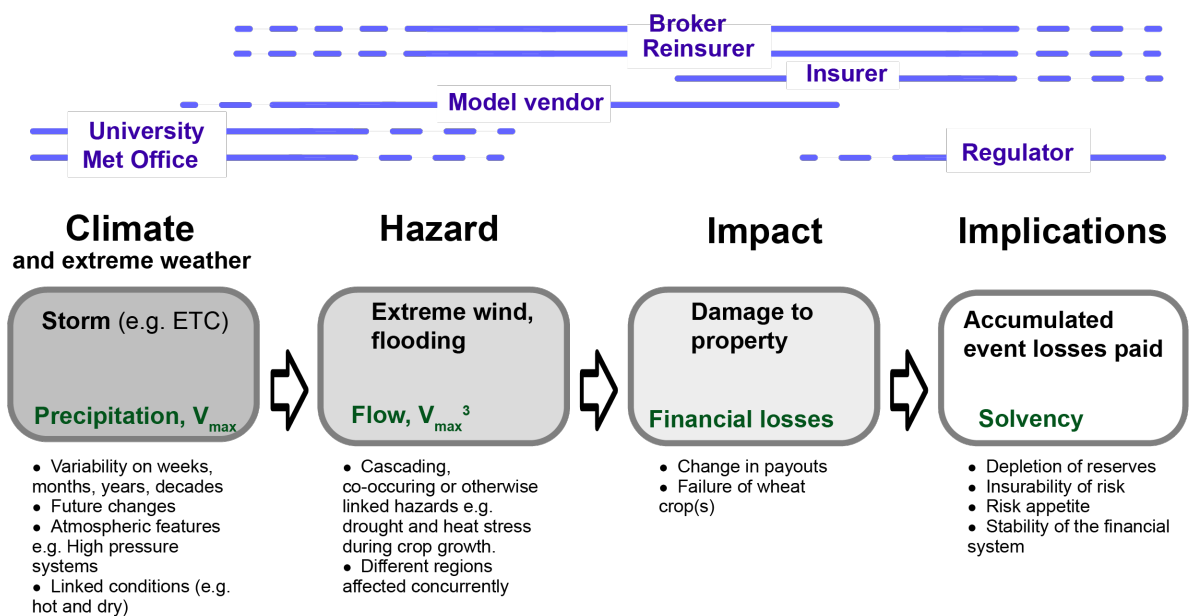 Broker
Reinsurer
Insurer
Model vendor
University
Met Office
Regulator
Climate
and extreme weather
Hazard
Impact
Implications
Storm (e.g. ETC)
Precipitation, Vmax
Extreme wind,
flooding
Flow, Vmax³
Damage to
property
Financial losses
Accumulated
event losses paid
Solvency
● Variability on weeks,
months, years, decades
● Future changes
● Atmospheric features
e.g. High pressure
systems
● Linked conditions (e.g.
hot and dry)
● Cascading,
co-occuring or otherwise
linked hazards e.g.
drought and heat stress
during crop growth.
● Different regions
affected concurrently
● Change in payouts
● Failure of wheat
crop(s)
● Depletion of reserves
● Insurability of risk
● Risk appetite
● Stability of the financial
system